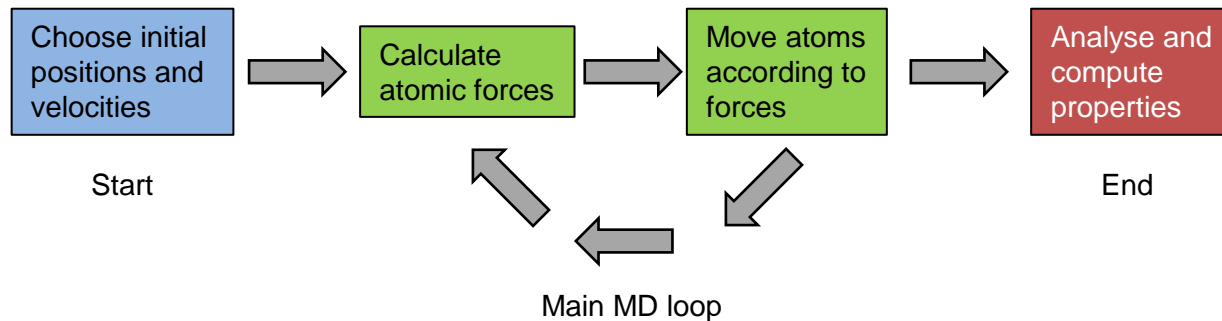 Choose initial
positions and
velocities
Calculate
atomic forces
Move atoms
according to
forces
Analyse and
compute
properties
Start
End
Main MD loop